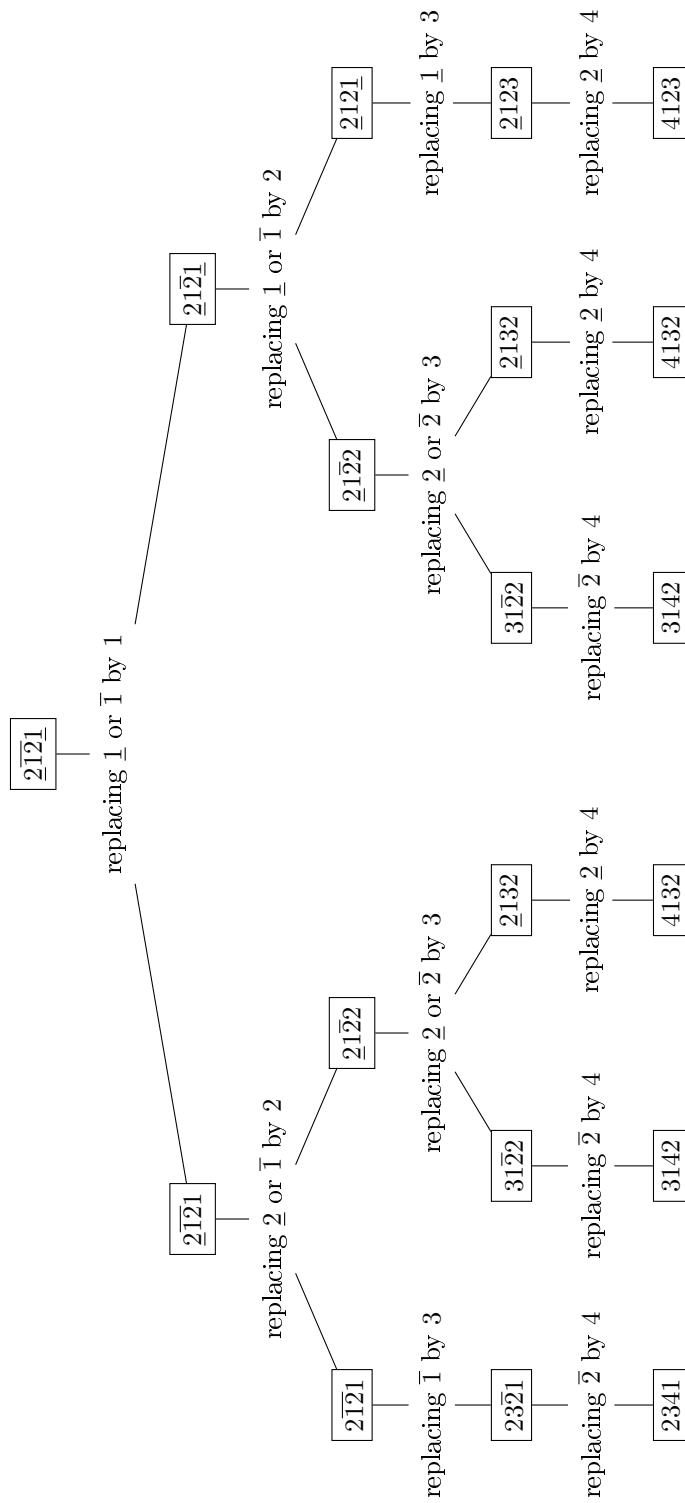 2̲1̅2̅1̲
replacing 1̲ or 1̅ by 1
2̲1̅2̅1
2̲12̅1̲
replacing 2̲ or 1̅ by 2
replacing 1̲ or 1̅ by 2
21̅2̅1
2̲12̅2
2̲12̅2
2̲121̲
replacing 1̅ by 3
replacing 2̲ or 2̅ by 3
replacing 2̲ or 2̅ by 3
replacing 1̲ by 3
232̅1
312̅2
2̲132
312̅2
2̲132
2̲123
replacing 2̅ by 4
replacing 2̅ by 4
replacing 2̲ by 4
replacing 2̅ by 4
replacing 2̲ by 4
replacing 2̲ by 4
2341
3142
4132
3142
4132
4123